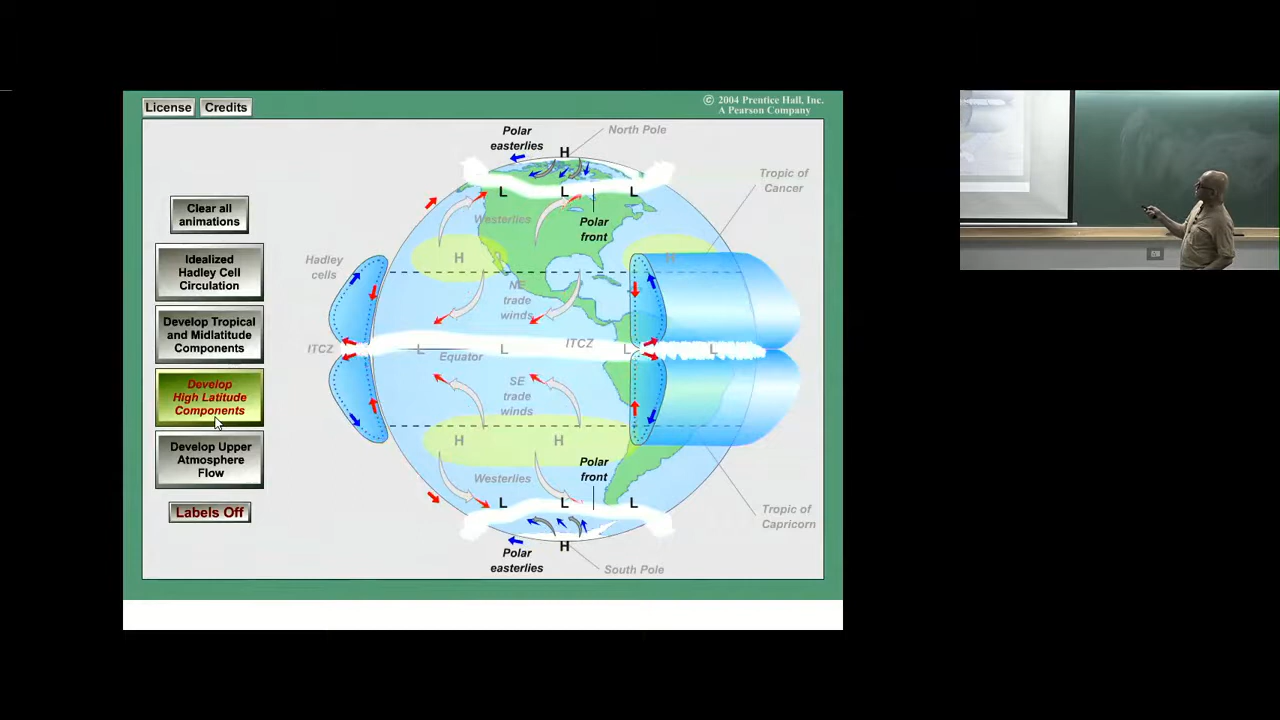 License
Credits
© 2004 Prentice Hall, Inc.
A Pearson Company
Clear all
animations
Idealized
Hadley Cell
Circulation
Develop Tropical
and Midlatitude
Components
Develop
High Latitude
Components
Develop Upper
Atmosphere
Flow
Labels Off
Polar
easterlies
H
North Pole
Tropic of
Cancer
L
L
L
Westerlies
Polar
front
Hadley
cells
H
H
H
NE
trade
winds
ITCZ
L
Equator
L
ITCZ
L
L
SE
trade
winds
H
H
Westerlies
Polar
front
L
L
L
Tropic of
Capricorn
Polar
easterlies
H
South Pole